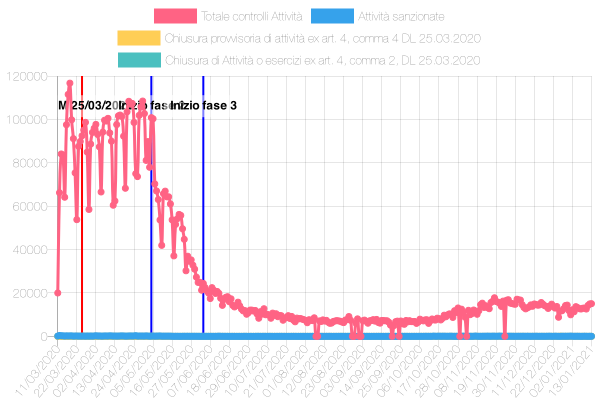 Totale controlli Attività Attività sanzionate
Chiusura provvisoria di attività ex art. 4, comma 4 DL 25.03.2020
Chiusura di Attività o esercizi ex art. 4, comma 2, DL 25.03.2020
120000
100000
80000
60000
40000
20000
0
25/03/20 Inizio fase Inizio fase 3
11/03/2020 22/03/2020 02/04/2020 13/04/2020 24/04/2020 05/05/2020 16/05/2020 27/05/2020 07/06/2020 18/06/2020 29/06/2020 10/07/2020 21/07/2020 01/08/2020 12/08/2020 23/08/2020 03/09/2020 14/09/2020 25/09/2020 06/10/2020 17/10/2020 28/10/2020 08/11/2020 19/11/2020 30/11/2020 11/12/2020 22/12/2020 02/01/2021 13/01/2021